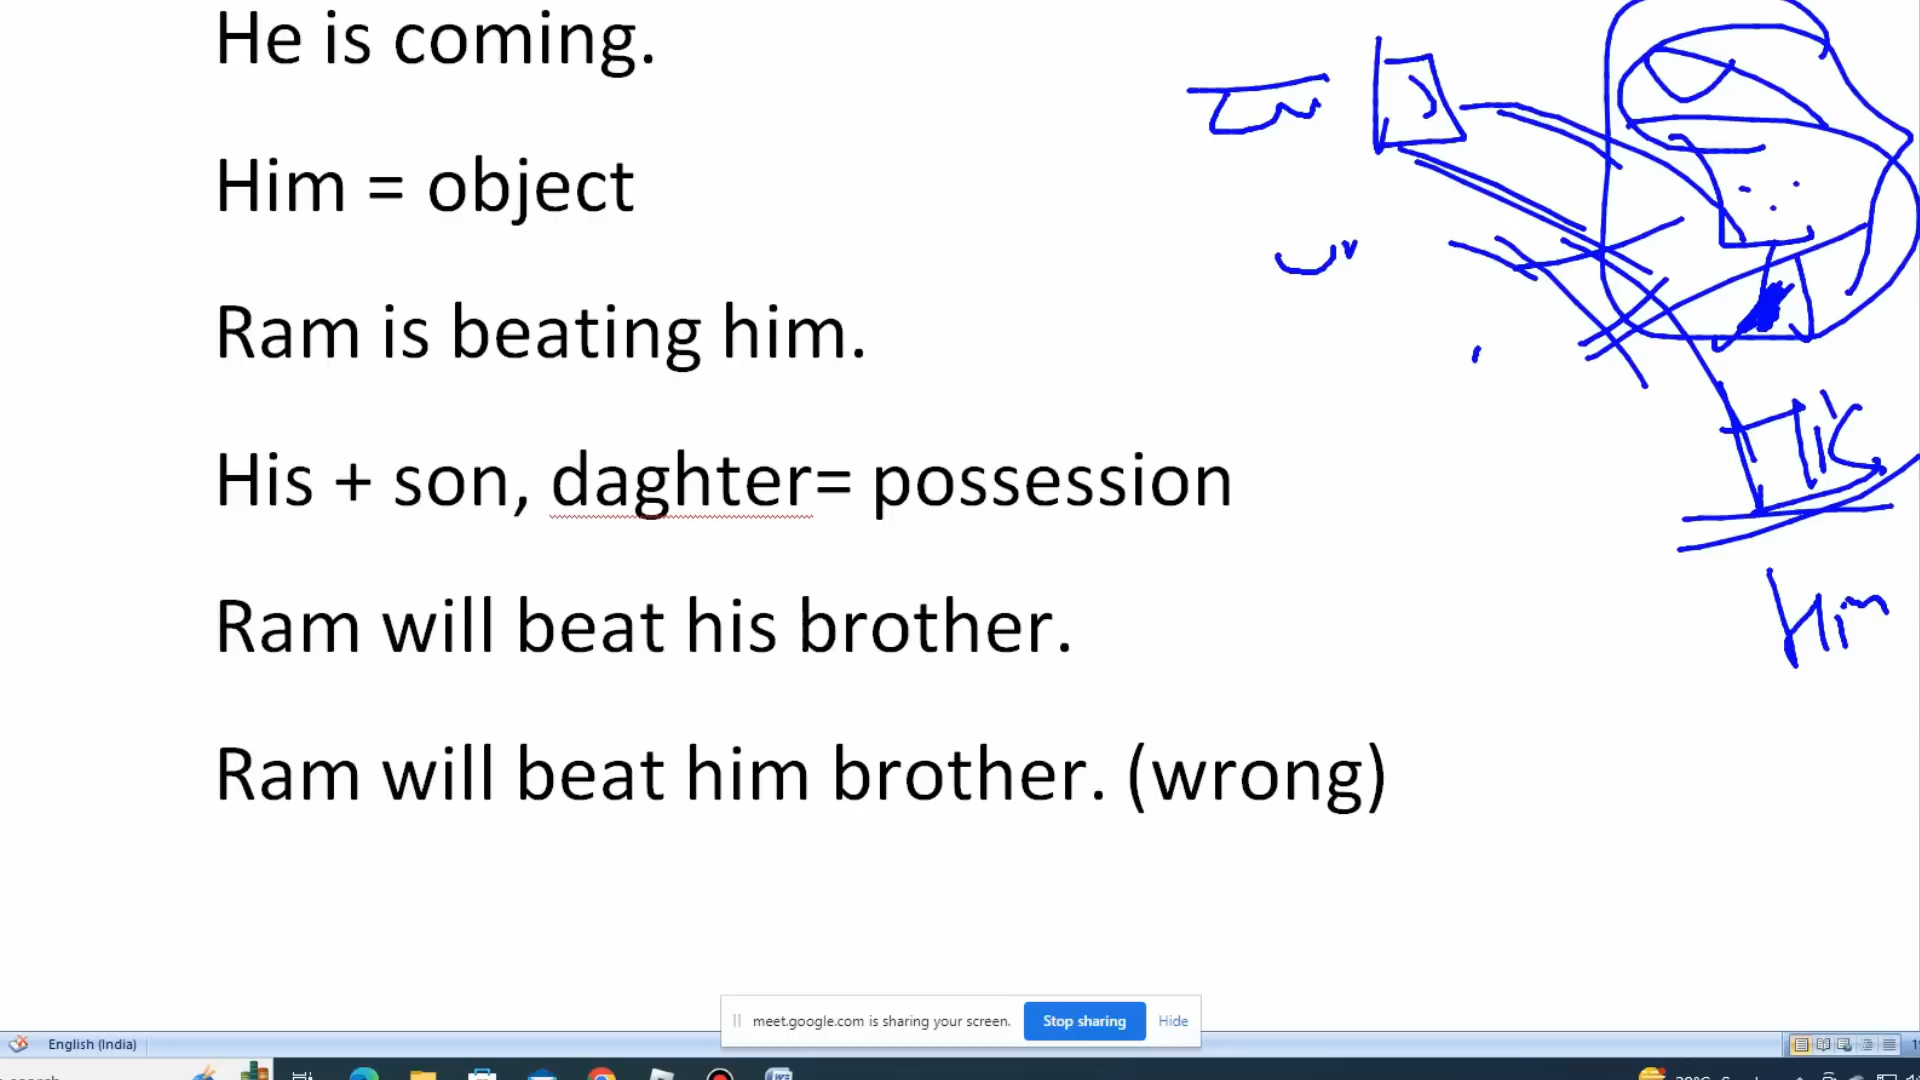 He is coming.
Him = object
Ram is beating him.
His + son, daghter= possession
Ram will beat his brother.
Ram will beat him brother. (wrong)
His
Him
meet.google.com is sharing your screen.
Stop sharing
Hide
English (India)